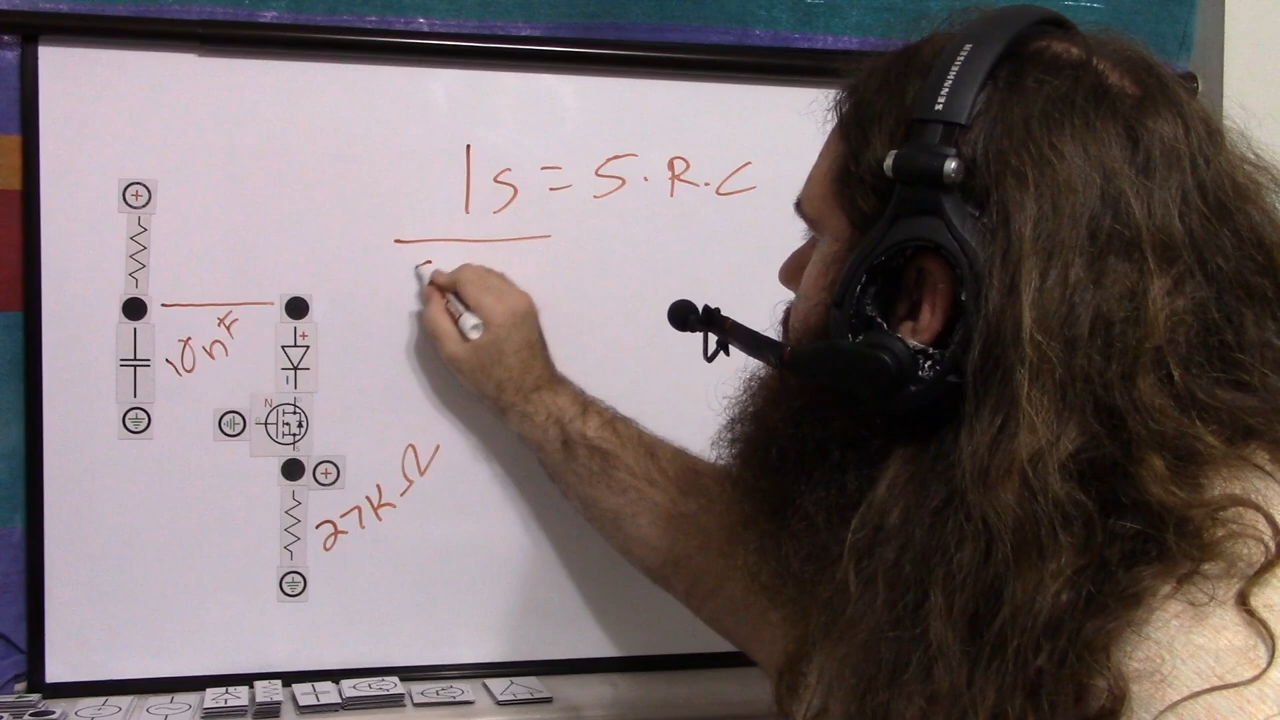 SENNHEISER
1s = 5.R.C
10nF
N
27KΩ